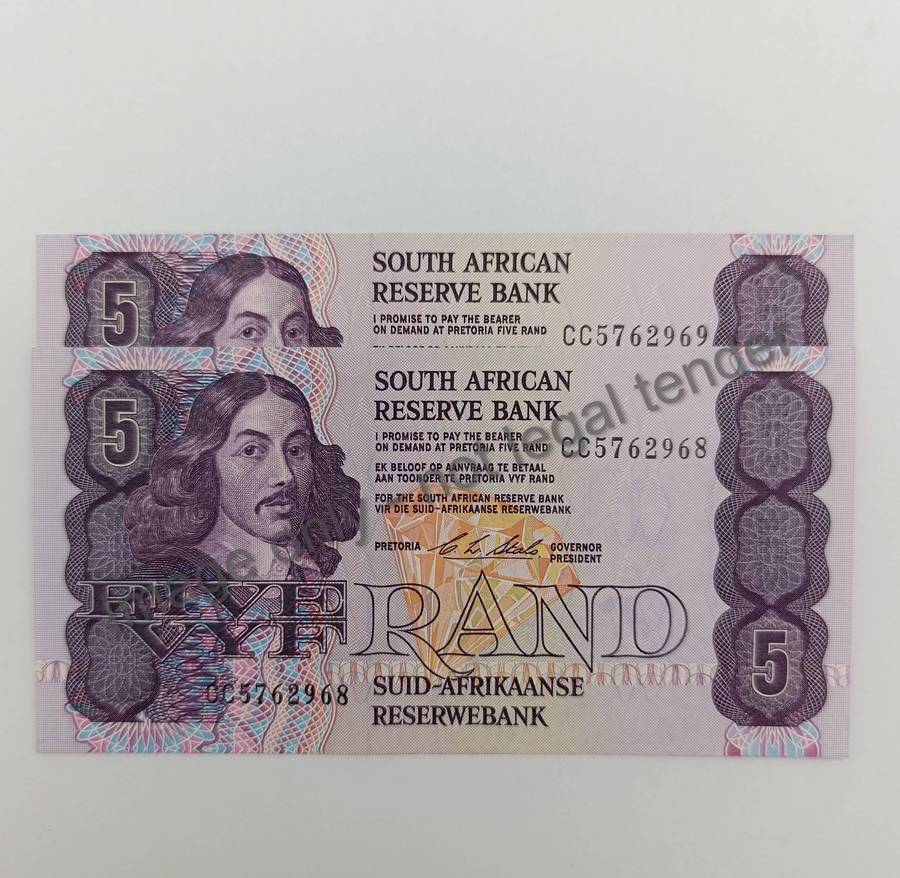 5
SOUTH AFRICAN
RESERVE BANK
I PROMISE TO PAY THE BEARER
ON DEMAND AT PRETORIA FIVE RAND
CC5762969
5
SOUTH AFRICAN
RESERVE BANK
I PROMISE TO PAY THE BEARER
ON DEMAND AT PRETORIA FIVE RAND
CC5762968
EK BELOOF OP AANVRAAG TE BETAAL
AAN TOONDER TE PRETORIA VYF RAND
FOR THE SOUTH AFRICAN RESERVE BANK
VIR DIE SUID-AFRIKAANSE RESERWEBANK
PRETORIA
GOVERNOR
PRESIDENT
FIVE
VYF
RAND
5
CC5762968
SUID-AFRIKAANSE
RESERWEBANK
Image only - not legal tender